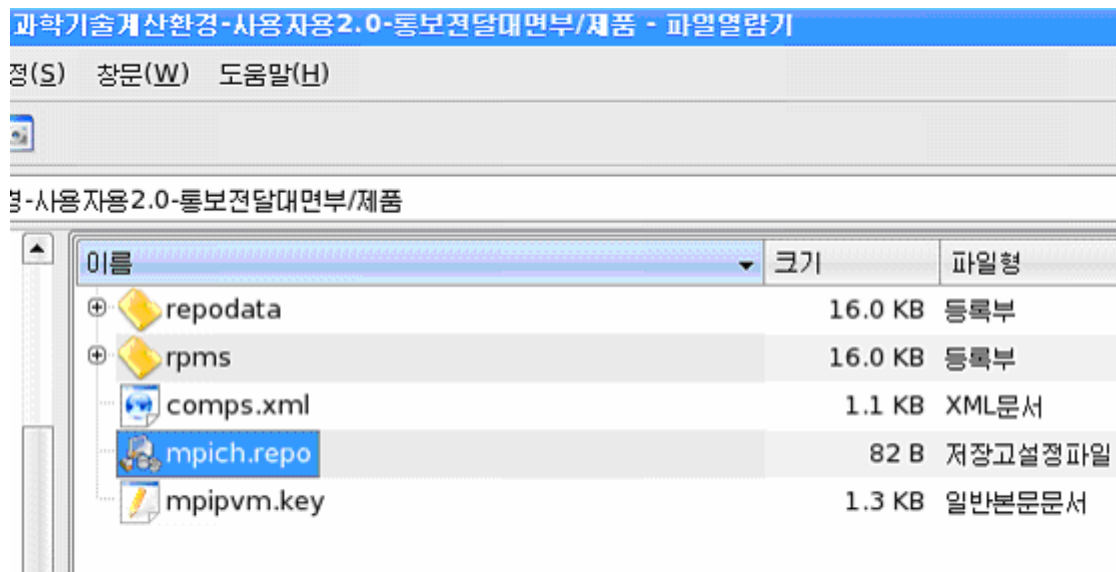 과학기술계산환경-사용자용2.0-통보전달대면부/제품 - 파일열람기
정(S) 창문(W) 도움말(H)
경-사용자용2.0-통보전달대면부/제품
이름 크기 파일형
repodata 16.0 KB 등록부
rpms 16.0 KB 등록부
comps.xml 1.1 KB XML문서
mpich.repo 82 B 저장고설정파일
mpipvm.key 1.3 KB 일반본문문서